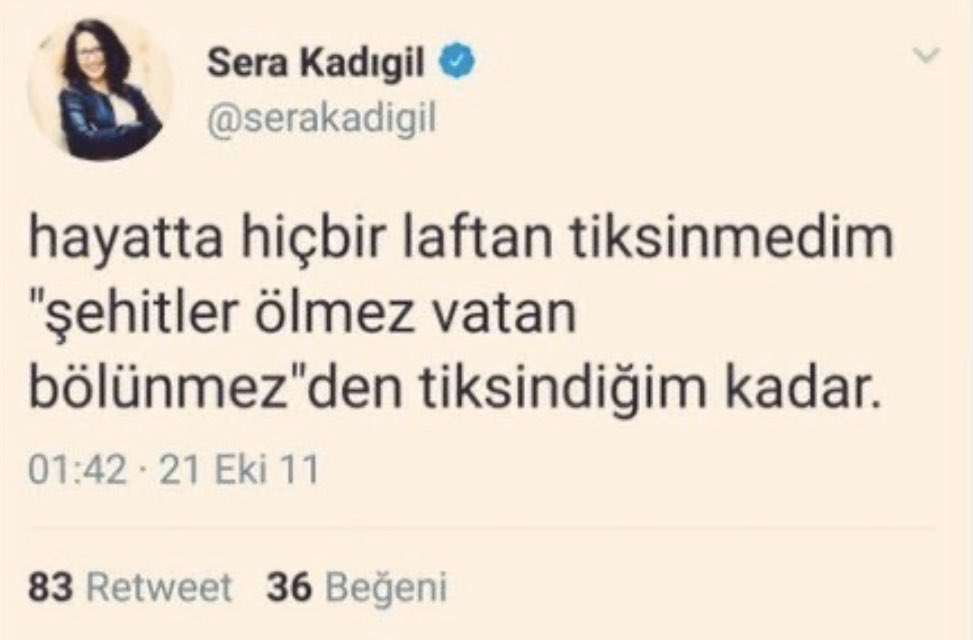 Sera Kadıgil
@serakadigil
hayatta hiçbir laftan tiksinmedim
"şehitler ölmez vatan
bölünmez"den tiksindiğim kadar.
01:42 · 21 Eki 11
83 Retweet 36 Beğeni